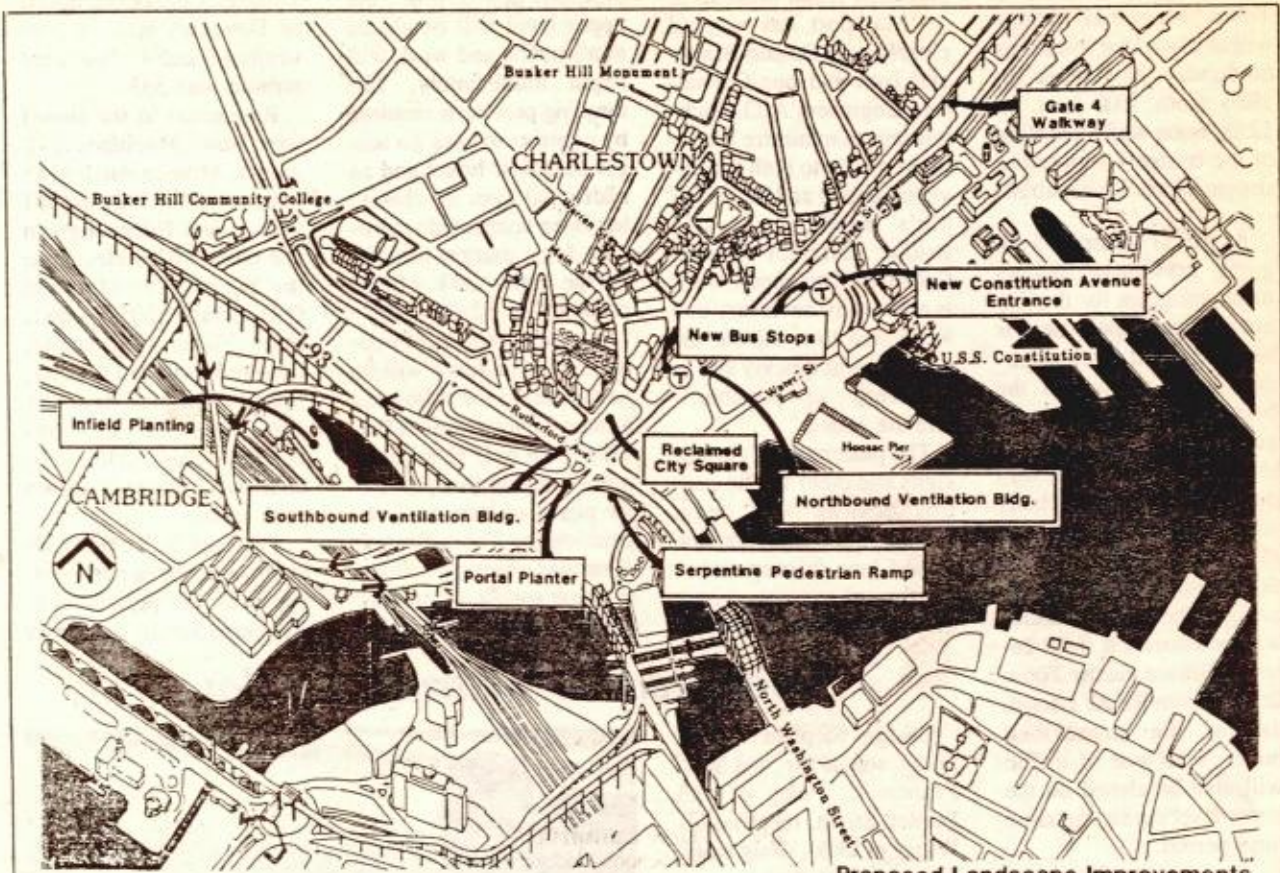 Bunker Hill Monument
Gate 4
Walkway
CHARLESTOWN
Bunker Hill Community College
Warren
Main
New Constitution Avenue
Entrance
T
New Bus Stops
U.S.S. Constitution
I-93
Water St
T
Infield Planting
Rutherford Ave
Reclaimed
City Square
Hoosac Pier
CAMBRIDGE
Southbound Ventilation Bldg.
Northbound Ventilation Bldg.
N
Portal Planter
Serpentine Pedestrian Ramp
North Washington Street
Proposed Landscape Improvements